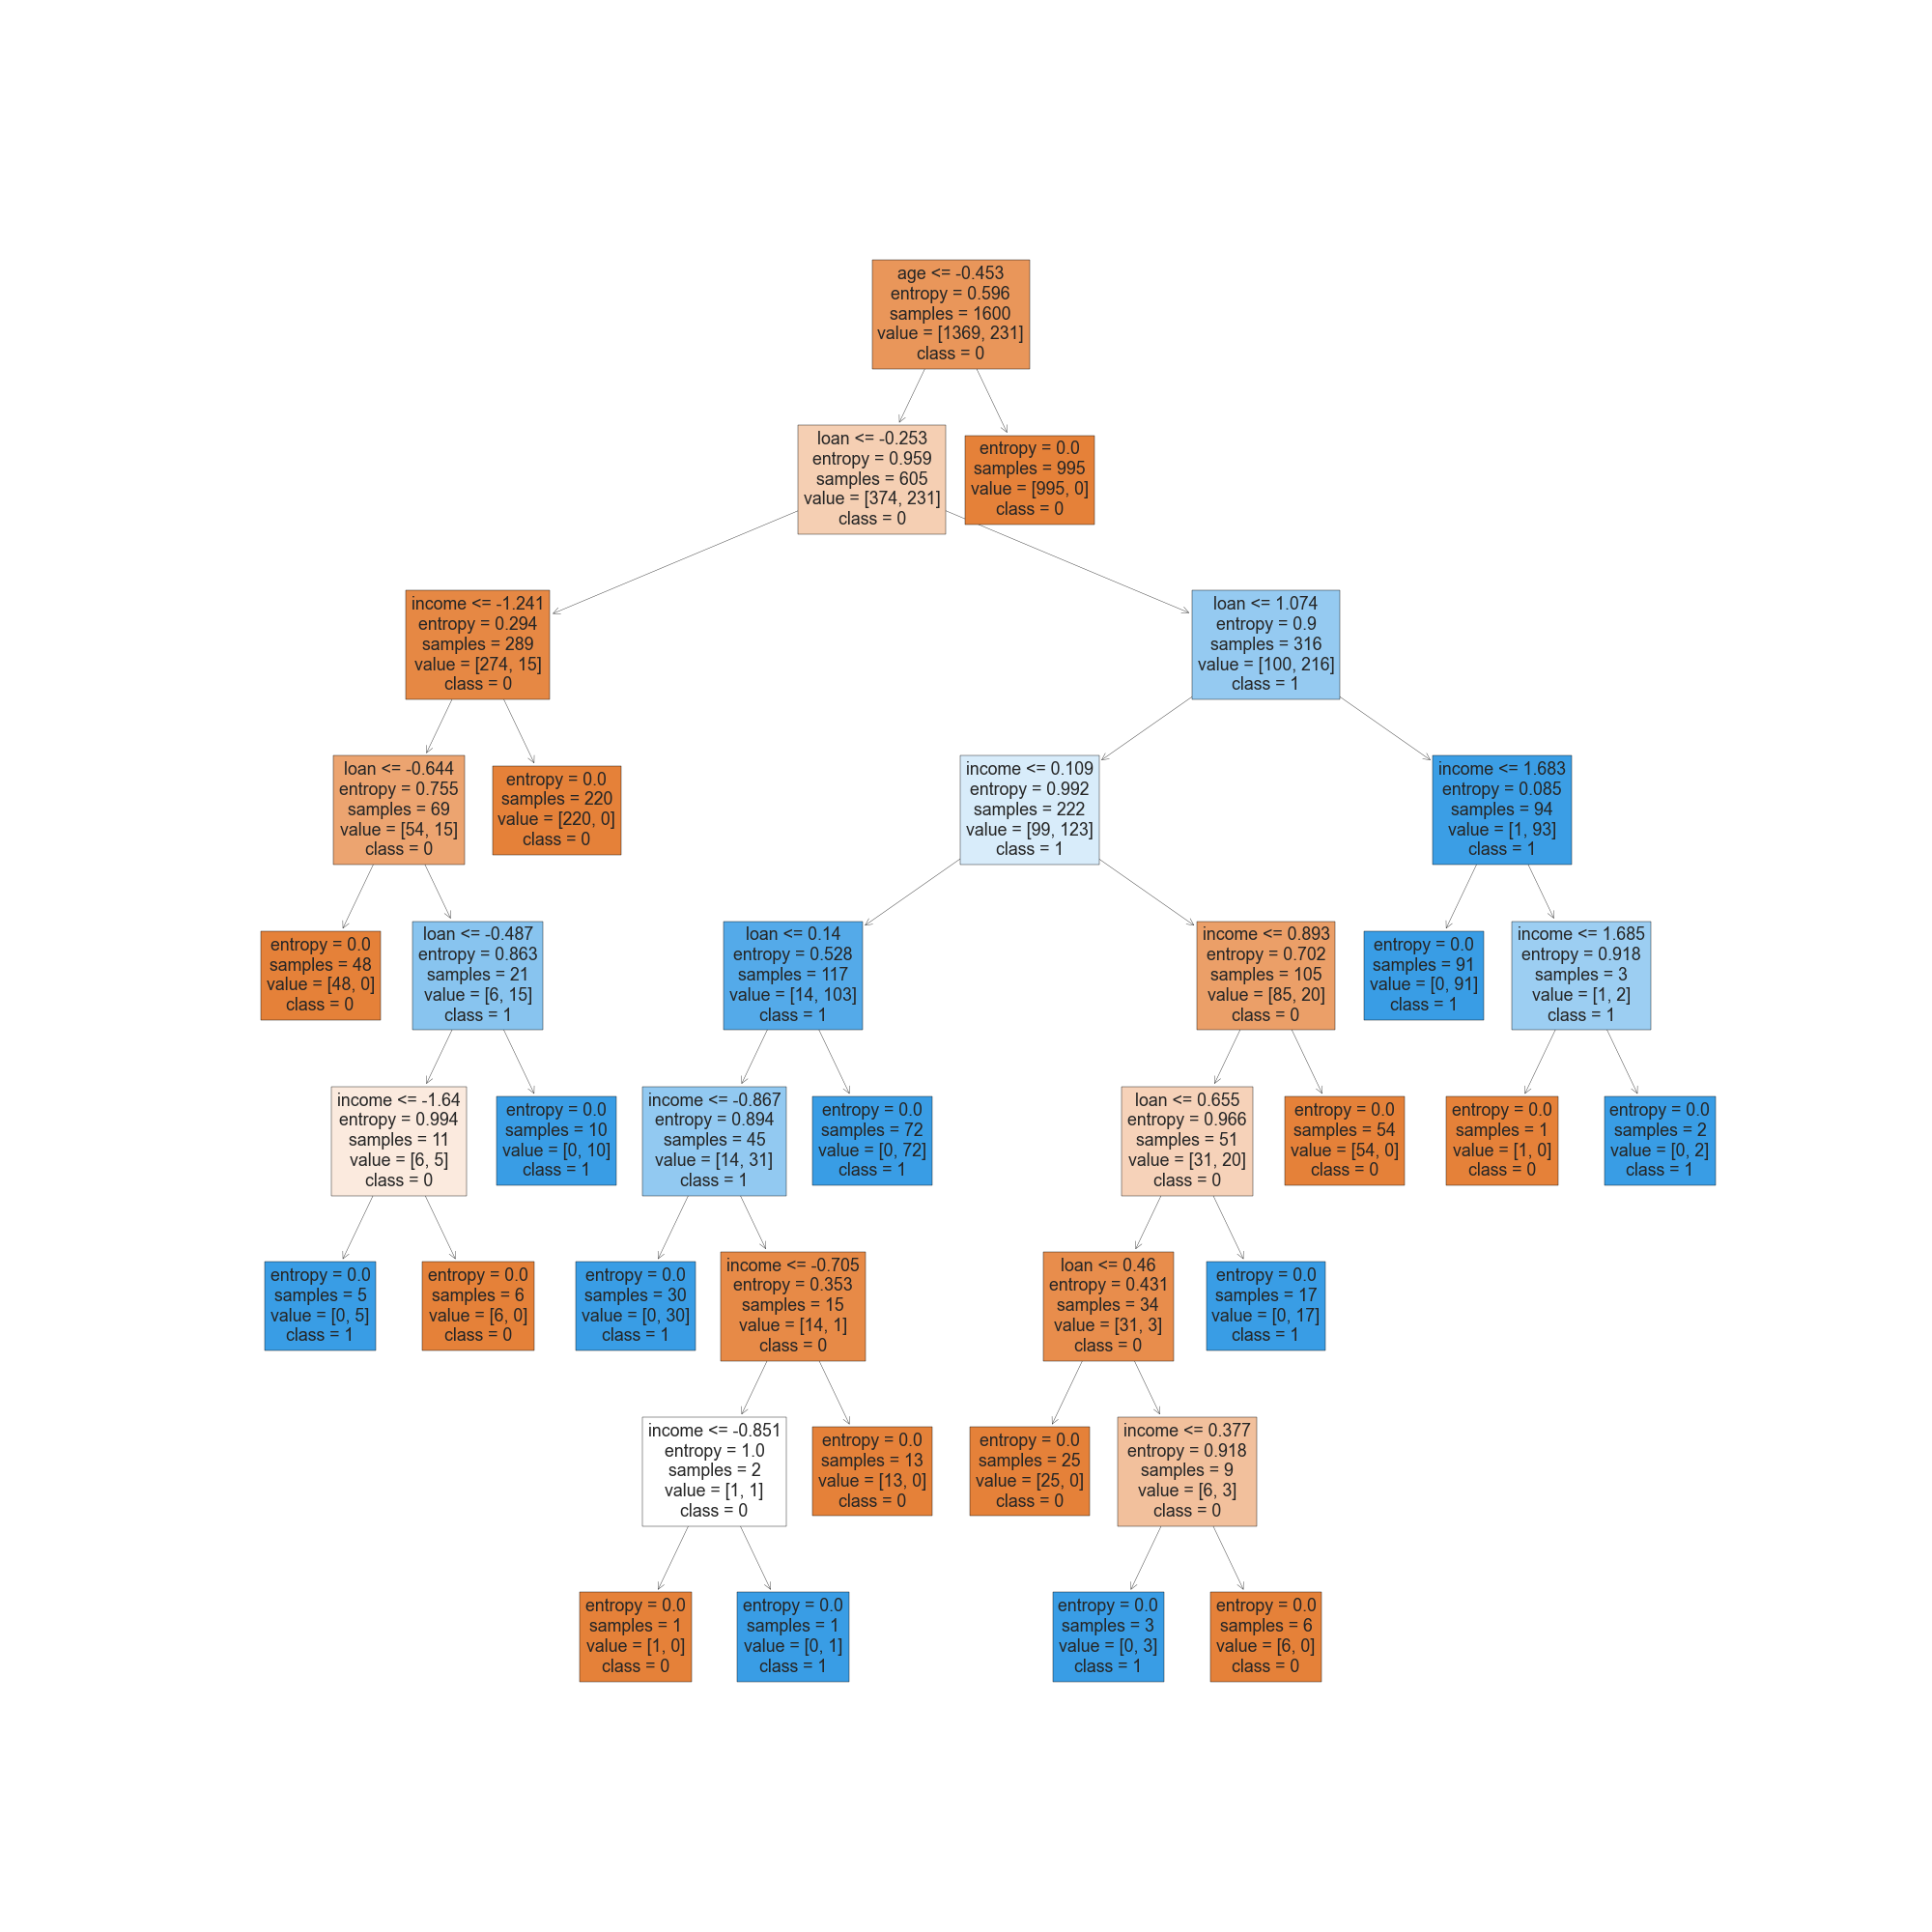 age <= -0.453
entropy = 0.596
samples = 1600
value = [1369, 231]
class = 0
loan <= -0.253
entropy = 0.959
samples = 605
value = [374, 231]
class = 0
entropy = 0.0
samples = 995
value = [995, 0]
class = 0
income <= -1.241
entropy = 0.294
samples = 289
value = [274, 15]
class = 0
loan <= 1.074
entropy = 0.9
samples = 316
value = [100, 216]
class = 1
loan <= -0.644
entropy = 0.755
samples = 69
value = [54, 15]
class = 0
entropy = 0.0
samples = 220
value = [220, 0]
class = 0
income <= 0.109
entropy = 0.992
samples = 222
value = [99, 123]
class = 1
income <= 1.683
entropy = 0.085
samples = 94
value = [1, 93]
class = 1
entropy = 0.0
samples = 48
value = [48, 0]
class = 0
loan <= -0.487
entropy = 0.863
samples = 21
value = [6, 15]
class = 1
loan <= 0.14
entropy = 0.528
samples = 117
value = [14, 103]
class = 1
income <= 0.893
entropy = 0.702
samples = 105
value = [85, 20]
class = 0
entropy = 0.0
samples = 91
value = [0, 91]
class = 1
income <= 1.685
entropy = 0.918
samples = 3
value = [1, 2]
class = 1
income <= -1.64
entropy = 0.994
samples = 11
value = [6, 5]
class = 0
entropy = 0.0
samples = 10
value = [0, 10]
class = 1
income <= -0.867
entropy = 0.894
samples = 45
value = [14, 31]
class = 1
entropy = 0.0
samples = 72
value = [0, 72]
class = 1
loan <= 0.655
entropy = 0.966
samples = 51
value = [31, 20]
class = 0
entropy = 0.0
samples = 54
value = [54, 0]
class = 0
entropy = 0.0
samples = 1
value = [1, 0]
class = 0
entropy = 0.0
samples = 2
value = [0, 2]
class = 1
entropy = 0.0
samples = 5
value = [0, 5]
class = 1
entropy = 0.0
samples = 6
value = [6, 0]
class = 0
entropy = 0.0
samples = 30
value = [0, 30]
class = 1
income <= -0.705
entropy = 0.353
samples = 15
value = [14, 1]
class = 0
loan <= 0.46
entropy = 0.431
samples = 34
value = [31, 3]
class = 0
entropy = 0.0
samples = 17
value = [0, 17]
class = 1
income <= -0.851
entropy = 1.0
samples = 2
value = [1, 1]
class = 0
entropy = 0.0
samples = 13
value = [13, 0]
class = 0
entropy = 0.0
samples = 25
value = [25, 0]
class = 0
income <= 0.377
entropy = 0.918
samples = 9
value = [6, 3]
class = 0
entropy = 0.0
samples = 1
value = [1, 0]
class = 0
entropy = 0.0
samples = 1
value = [0, 1]
class = 1
entropy = 0.0
samples = 3
value = [0, 3]
class = 1
entropy = 0.0
samples = 6
value = [6, 0]
class = 0